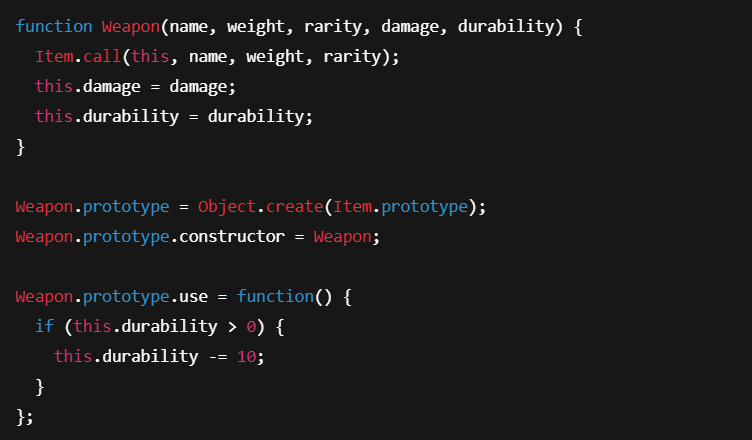 function Weapon(name, weight, rarity, damage, durability) {
  Item.call(this, name, weight, rarity);
  this.damage = damage;
  this.durability = durability;
}

Weapon.prototype = Object.create(Item.prototype);
Weapon.prototype.constructor = Weapon;

Weapon.prototype.use = function() {
  if (this.durability > 0) {
    this.durability -= 10;
  }
};